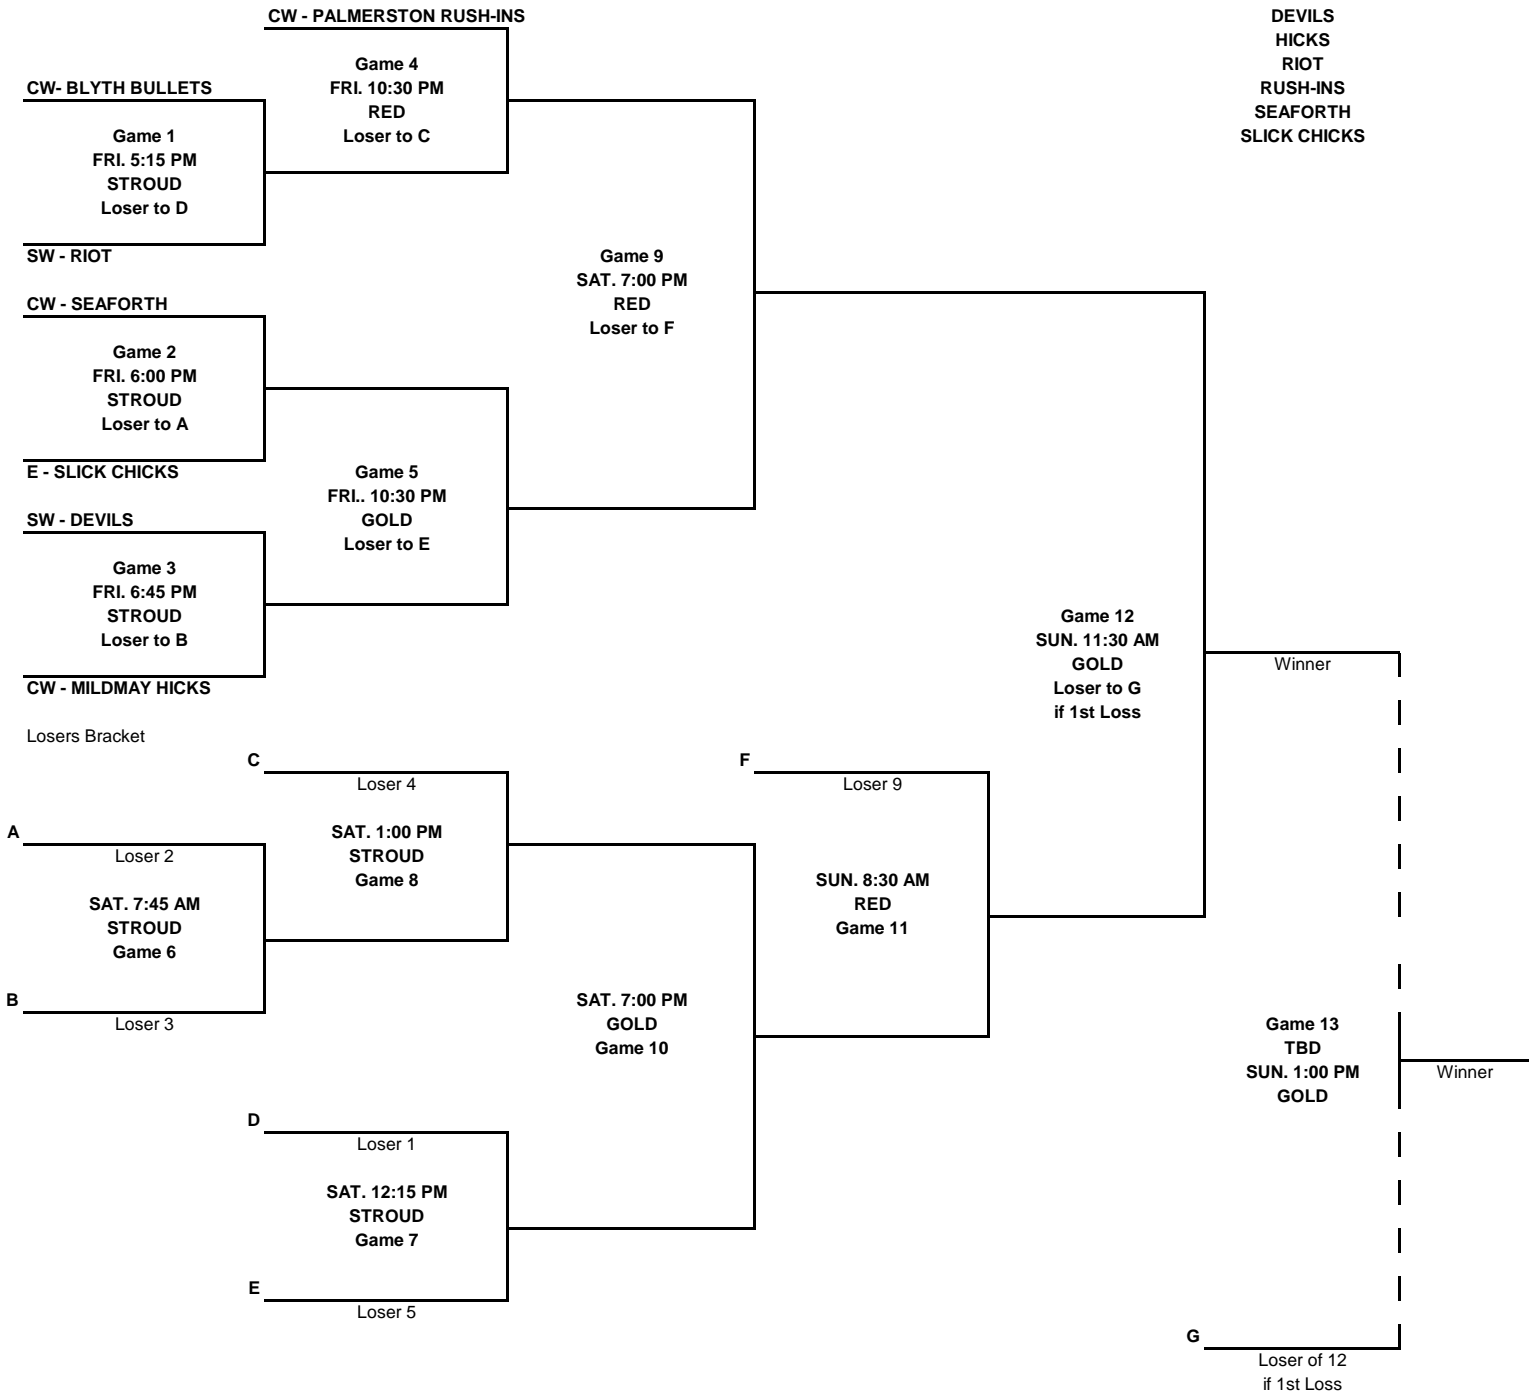 CW - PALMERSTON RUSH-INS
Game 4
FRI. 10:30 PM
RED
Loser to C
CW- BLYTH BULLETS
Game 1
FRI. 5:15 PM
STROUD
Loser to D
SW - RIOT
CW - SEAFORTH
Game 2
FRI. 6:00 PM
STROUD
Loser to A
E - SLICK CHICKS
Game 5
FRI.. 10:30 PM
GOLD
Loser to E
SW - DEVILS
Game 3
FRI. 6:45 PM
STROUD
Loser to B
CW - MILDMAY HICKS
Game 9
SAT. 7:00 PM
RED
Loser to F
DEVILS
HICKS
RIOT
RUSH-INS
SEAFORTH
SLICK CHICKS
Game 12
SUN. 11:30 AM
GOLD
Loser to G
if 1st Loss
Winner
Losers Bracket
C
Loser 4
SAT. 1:00 PM
STROUD
Game 8
A
Loser 2
SAT. 7:45 AM
STROUD
Game 6
B
Loser 3
F
Loser 9
SUN. 8:30 AM
RED
Game 11
SAT. 7:00 PM
GOLD
Game 10
D
Loser 1
SAT. 12:15 PM
STROUD
Game 7
E
Loser 5
Game 13
TBD
SUN. 1:00 PM
GOLD
Winner
G
Loser of 12
if 1st Loss